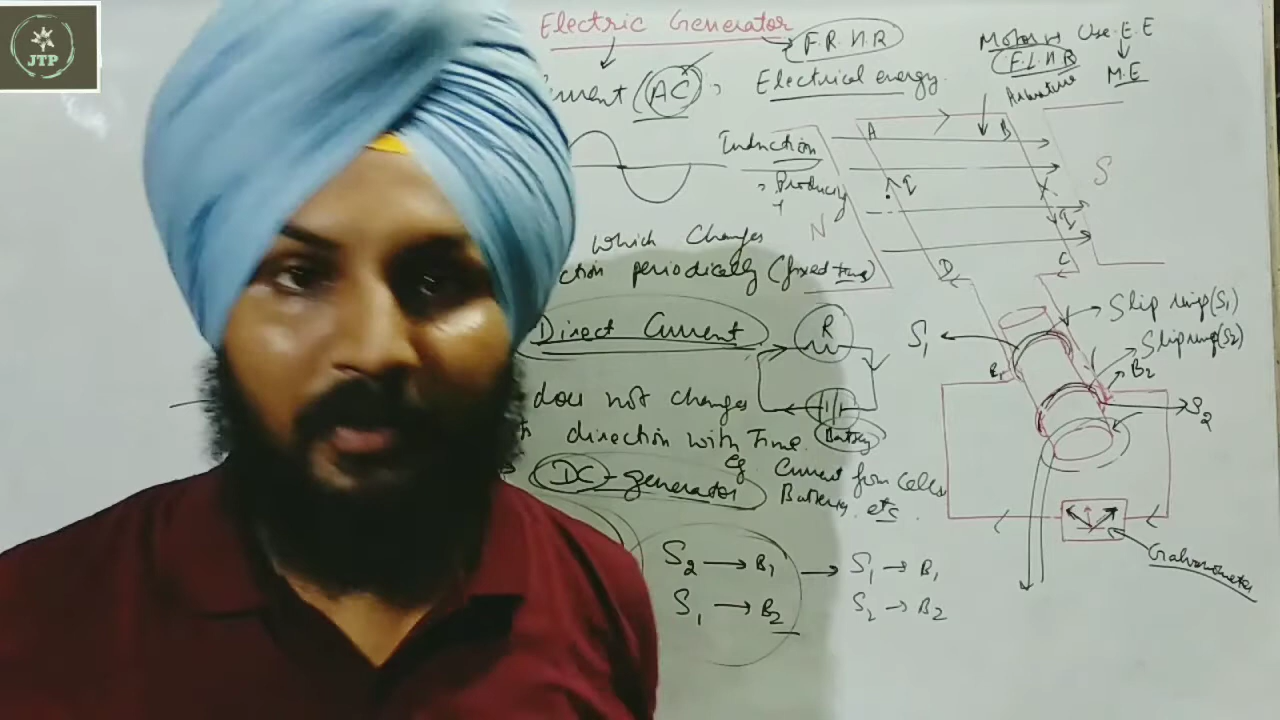 JTP
Electric Generator
F.R.H.R
Motor → Use E.E
F.L.H.R
M.E
Armature
AC, Electrical energy.
Induction
A B
S
N
which Changes
periodically (fixed time)
D C
Slip ring (S1)
Direct Current
R
S1
Slip ring (S2)
B1 B2
does not changes
S2
direction with Time.
Battery
DC-generator
eg. Current from Cells
Battery etc.
S2 → B1 → S1 → B1
S1 → B2 S2 → B2
Galvanometer